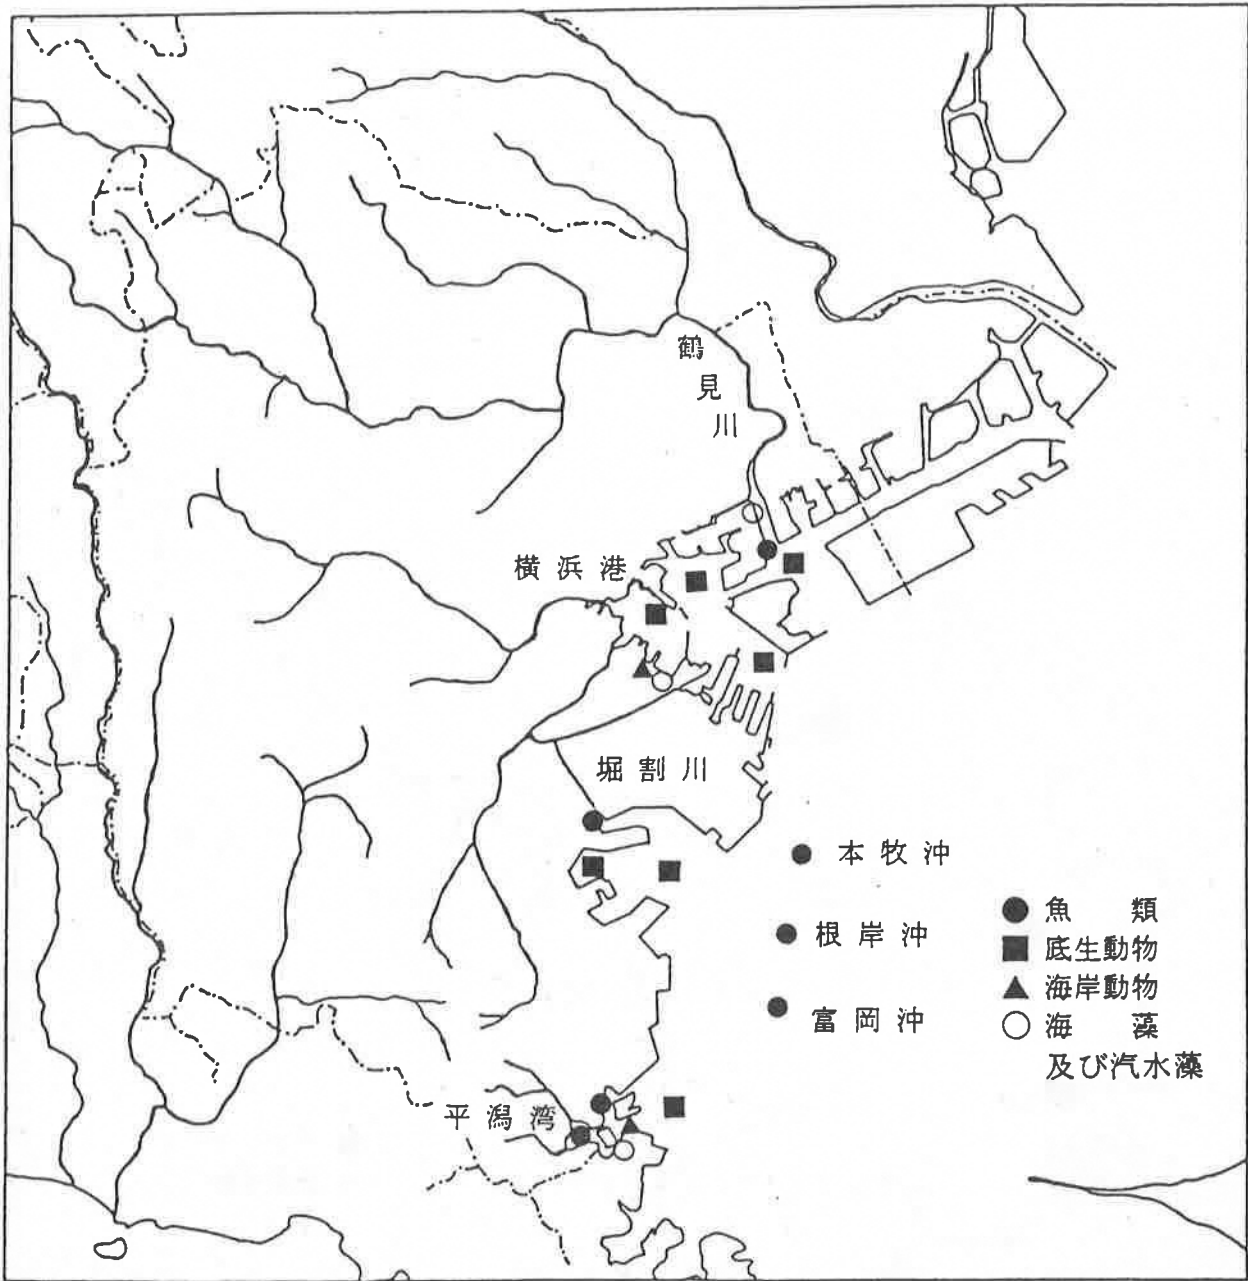 鶴見川
横浜港
堀割川
本牧沖
根岸沖
富岡沖
平潟湾
魚類
底生動物
海岸動物
海藻
及び汽水藻